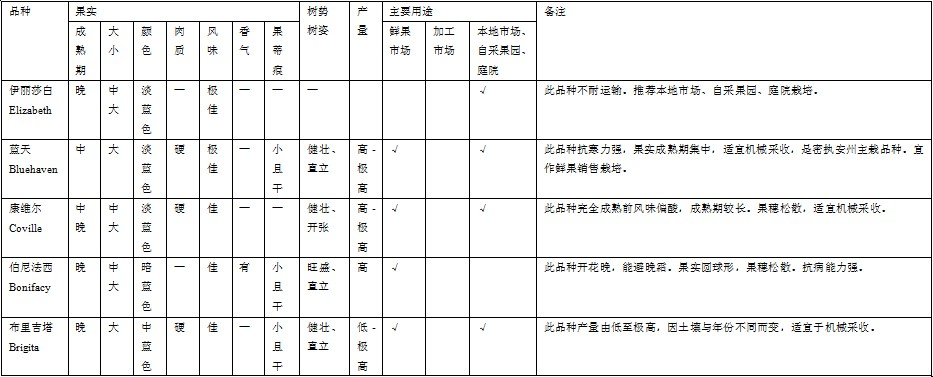 品种
果实
树势
树姿
产量
主要用途
备注
成熟期
大小
颜色
肉质
风味
香气
果蒂痕
鲜果
市场
加工
市场
本地市场、
自采果园、
庭院
伊丽莎白
Elizabeth
晚
中大
淡蓝色
—
极佳
—
—
—
√
此品种不耐运输。推荐本地市场、自采果园、庭院栽培。
蓝天
Bluehaven
中
大
淡蓝色
硬
极佳
—
小且干
健壮、
直立
高-极高
√
√
此品种抗寒力强，果实成熟期集中，适宜机械采收，是密执安州主栽品种。宜
作鲜果销售栽培。
康维尔
Coville
中晚
中大
淡蓝色
硬
佳
—
—
健壮、
开张
高-极高
√
√
此品种完全成熟前风味偏酸，成熟期较长。果穗松散，适宜机械采收。
伯尼法西
Bonifacy
晚
中大
暗蓝色
—
佳
有
小且干
旺盛、
直立
高
√
此品种开花晚，能避晚霜。果实圆球形，果穗松散。抗病能力强。
布里吉塔
Brigita
晚
大
中蓝色
硬
佳
—
小且干
健壮、
直立
低-极高
√
√
此品种产量由低至极高，因土壤与年份不同而变，适宜于机械采收。